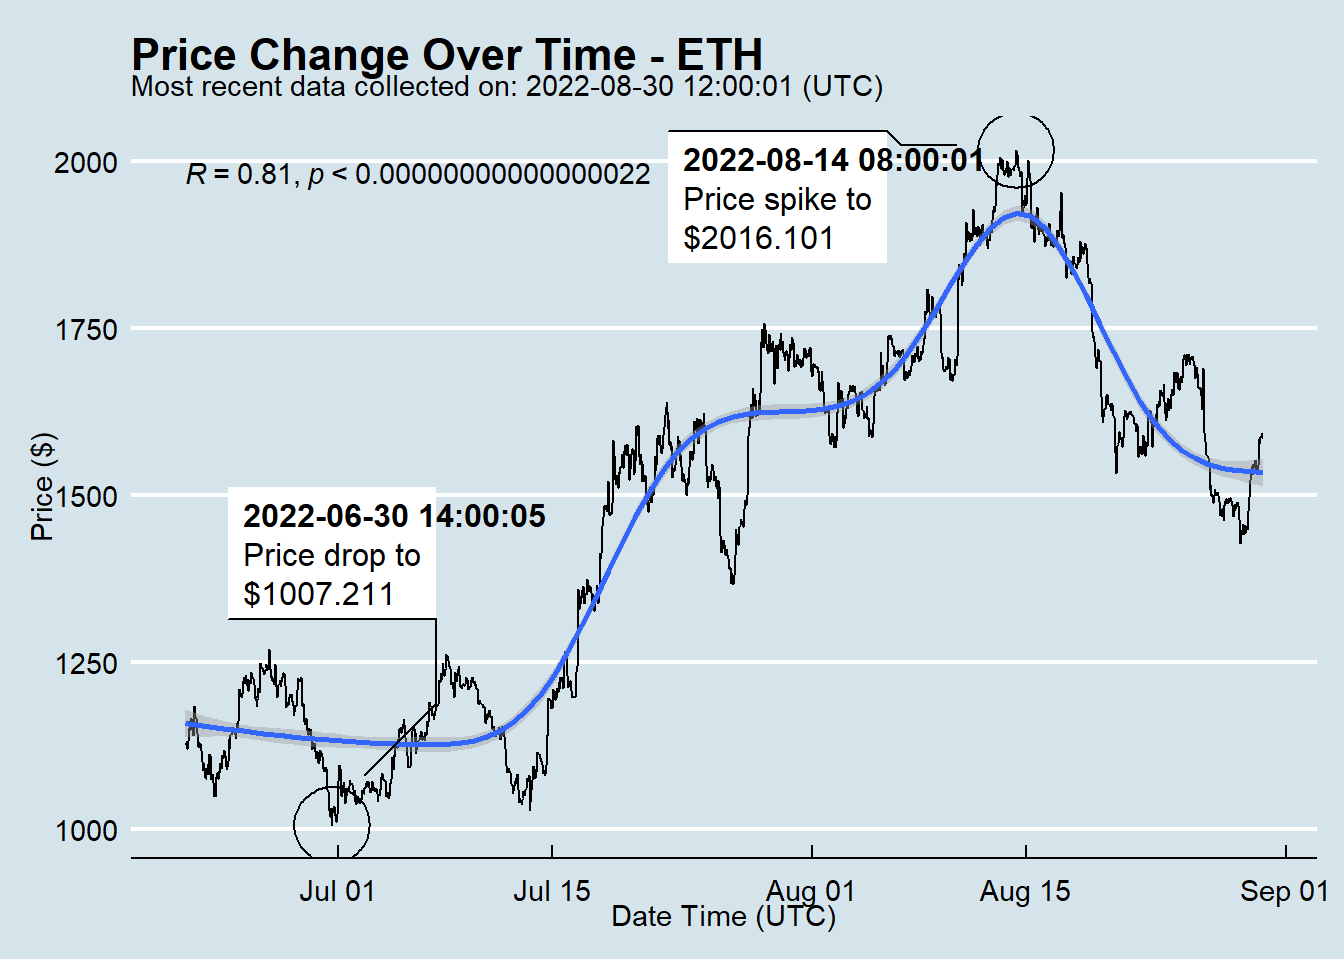 Price Change Over Time - ETH
Most recent data collected on: 2022-08-30 12:00:01 (UTC)
R = 0.81, p < 0.00000000000000022
2022-08-14 08:00:01
Price spike to
$2016.101
2022-06-30 14:00:05
Price drop to
$1007.211
Price ($)
2000
1750
1500
1250
1000
Jul 01
Jul 15
Aug 01
Aug 15
Sep 01
Date Time (UTC)